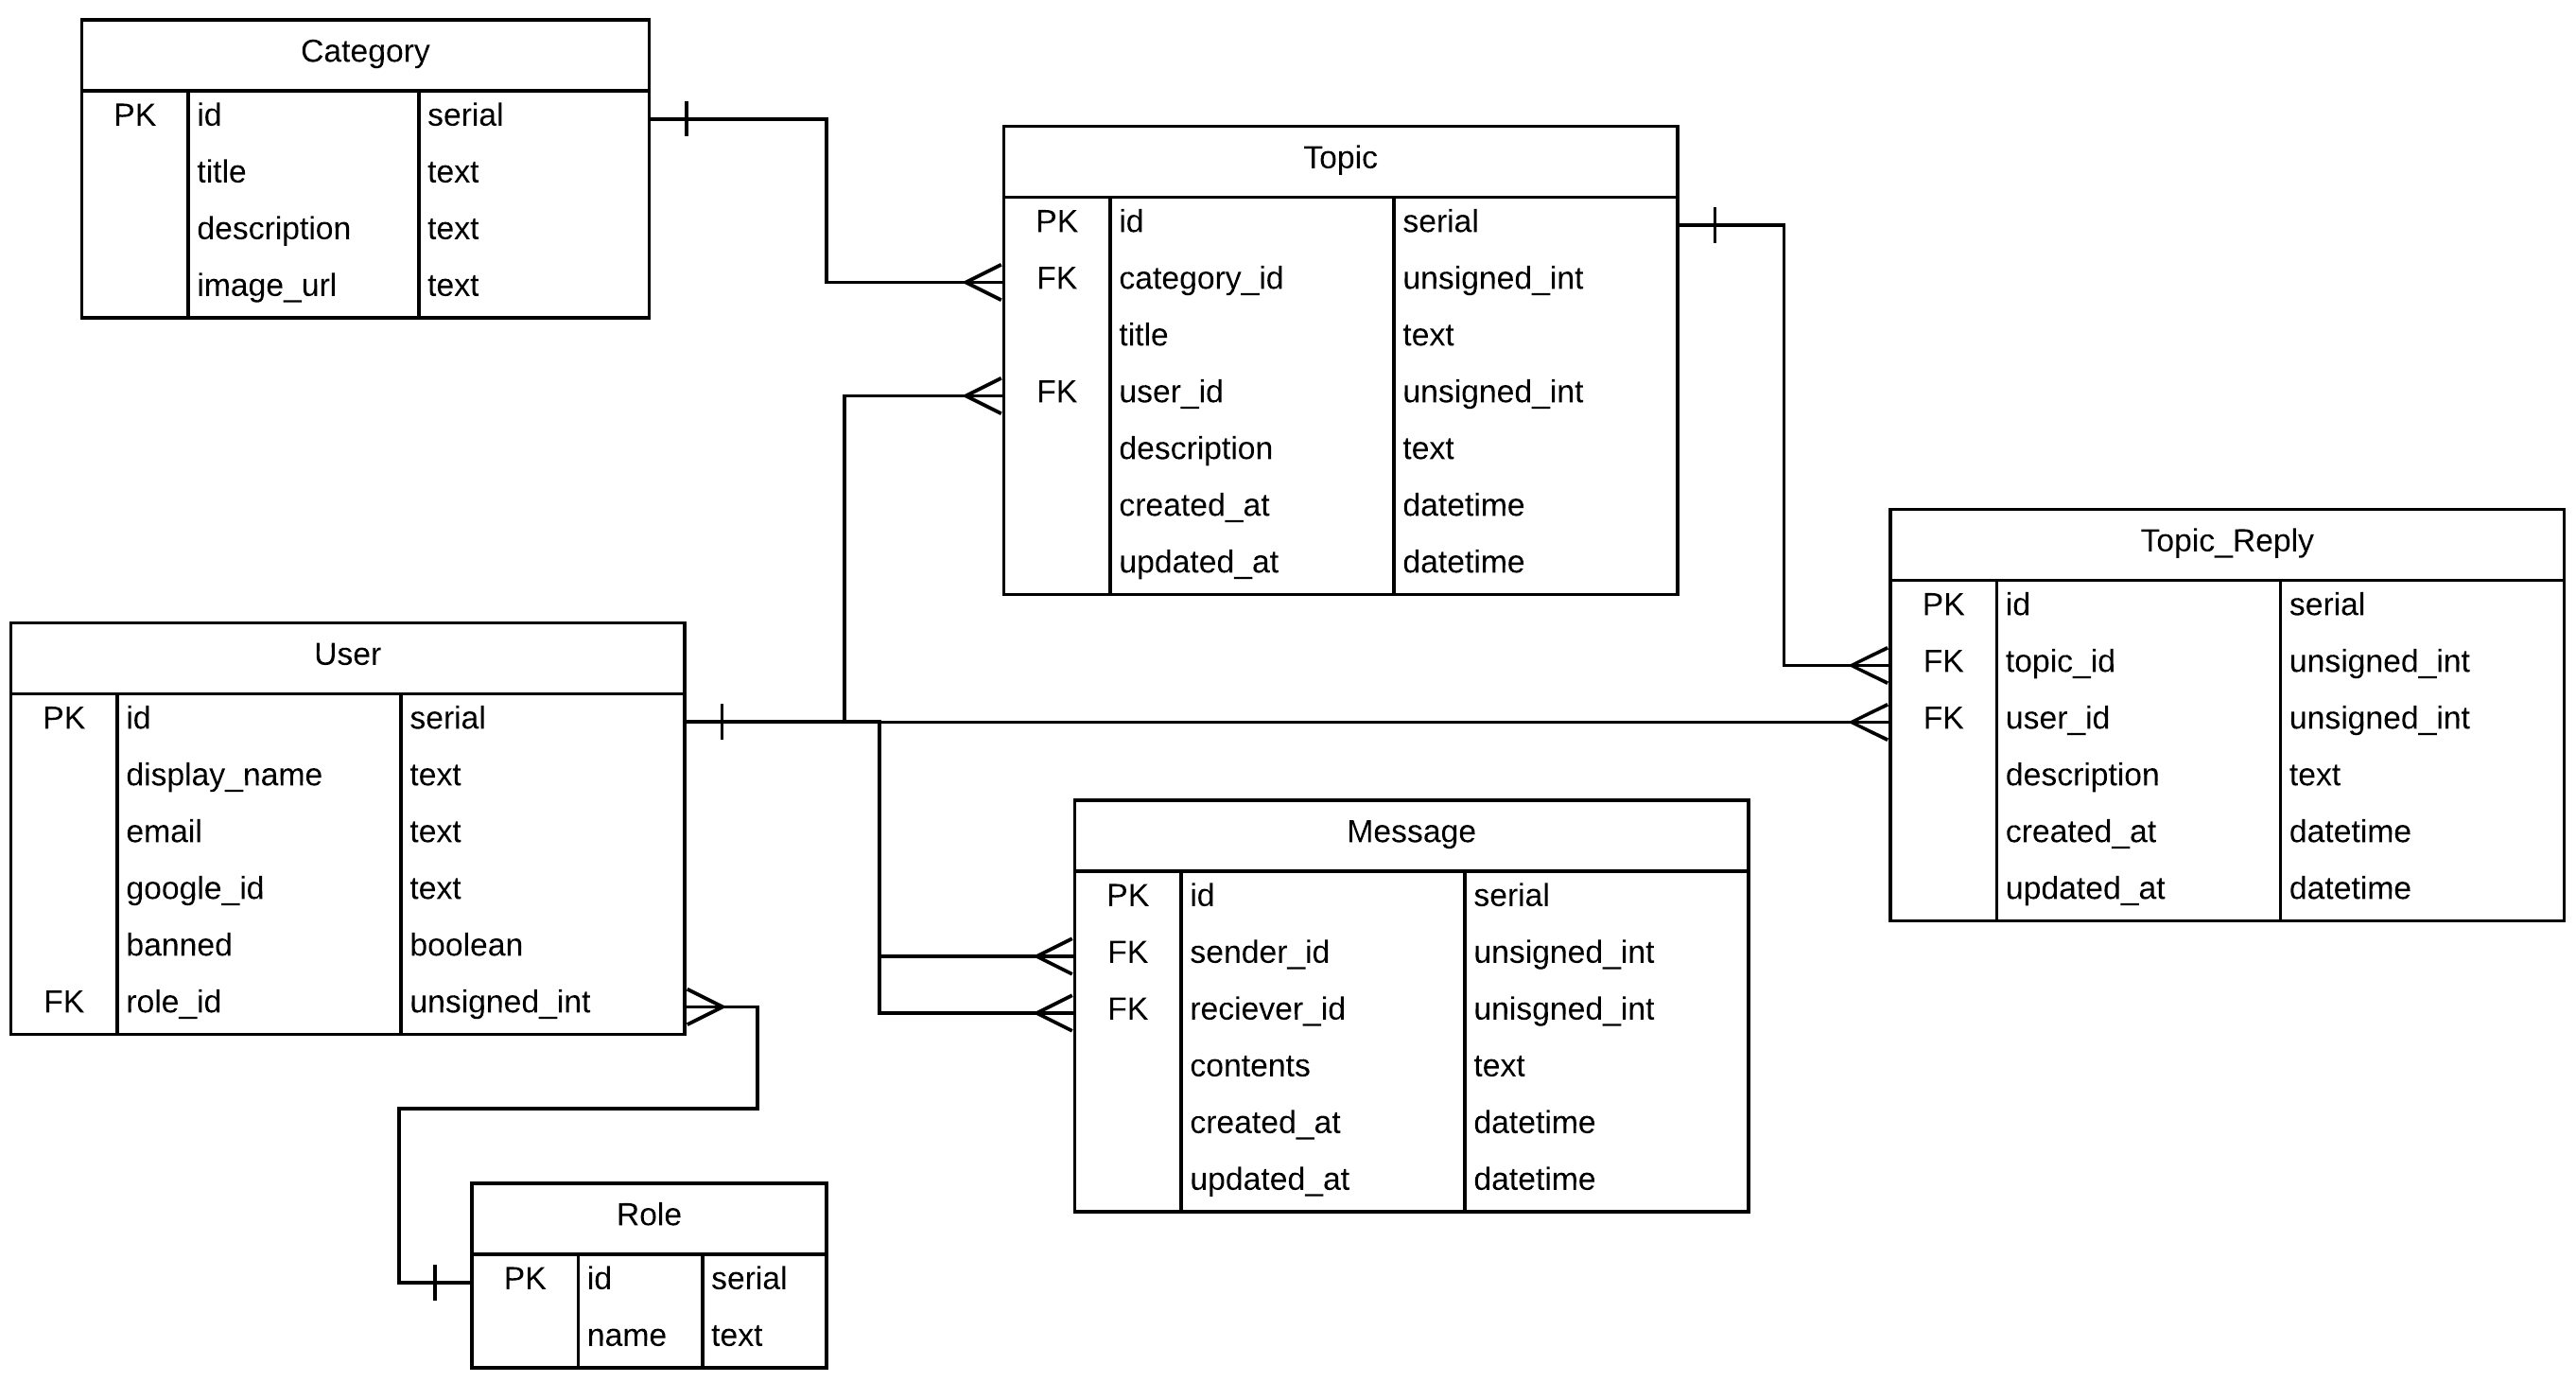 Category
PK id serial
title text
description text
image_url text
Topic
PK id serial
FK category_id unsigned_int
title text
FK user_id unsigned_int
description text
created_at datetime
updated_at datetime
Topic_Reply
PK id serial
FK topic_id unsigned_int
FK user_id unsigned_int
description text
created_at datetime
updated_at datetime
User
PK id serial
display_name text
email text
google_id text
banned boolean
FK role_id unsigned_int
Message
PK id serial
FK sender_id unsigned_int
FK reciever_id unisgned_int
contents text
created_at datetime
updated_at datetime
Role
PK id serial
name text